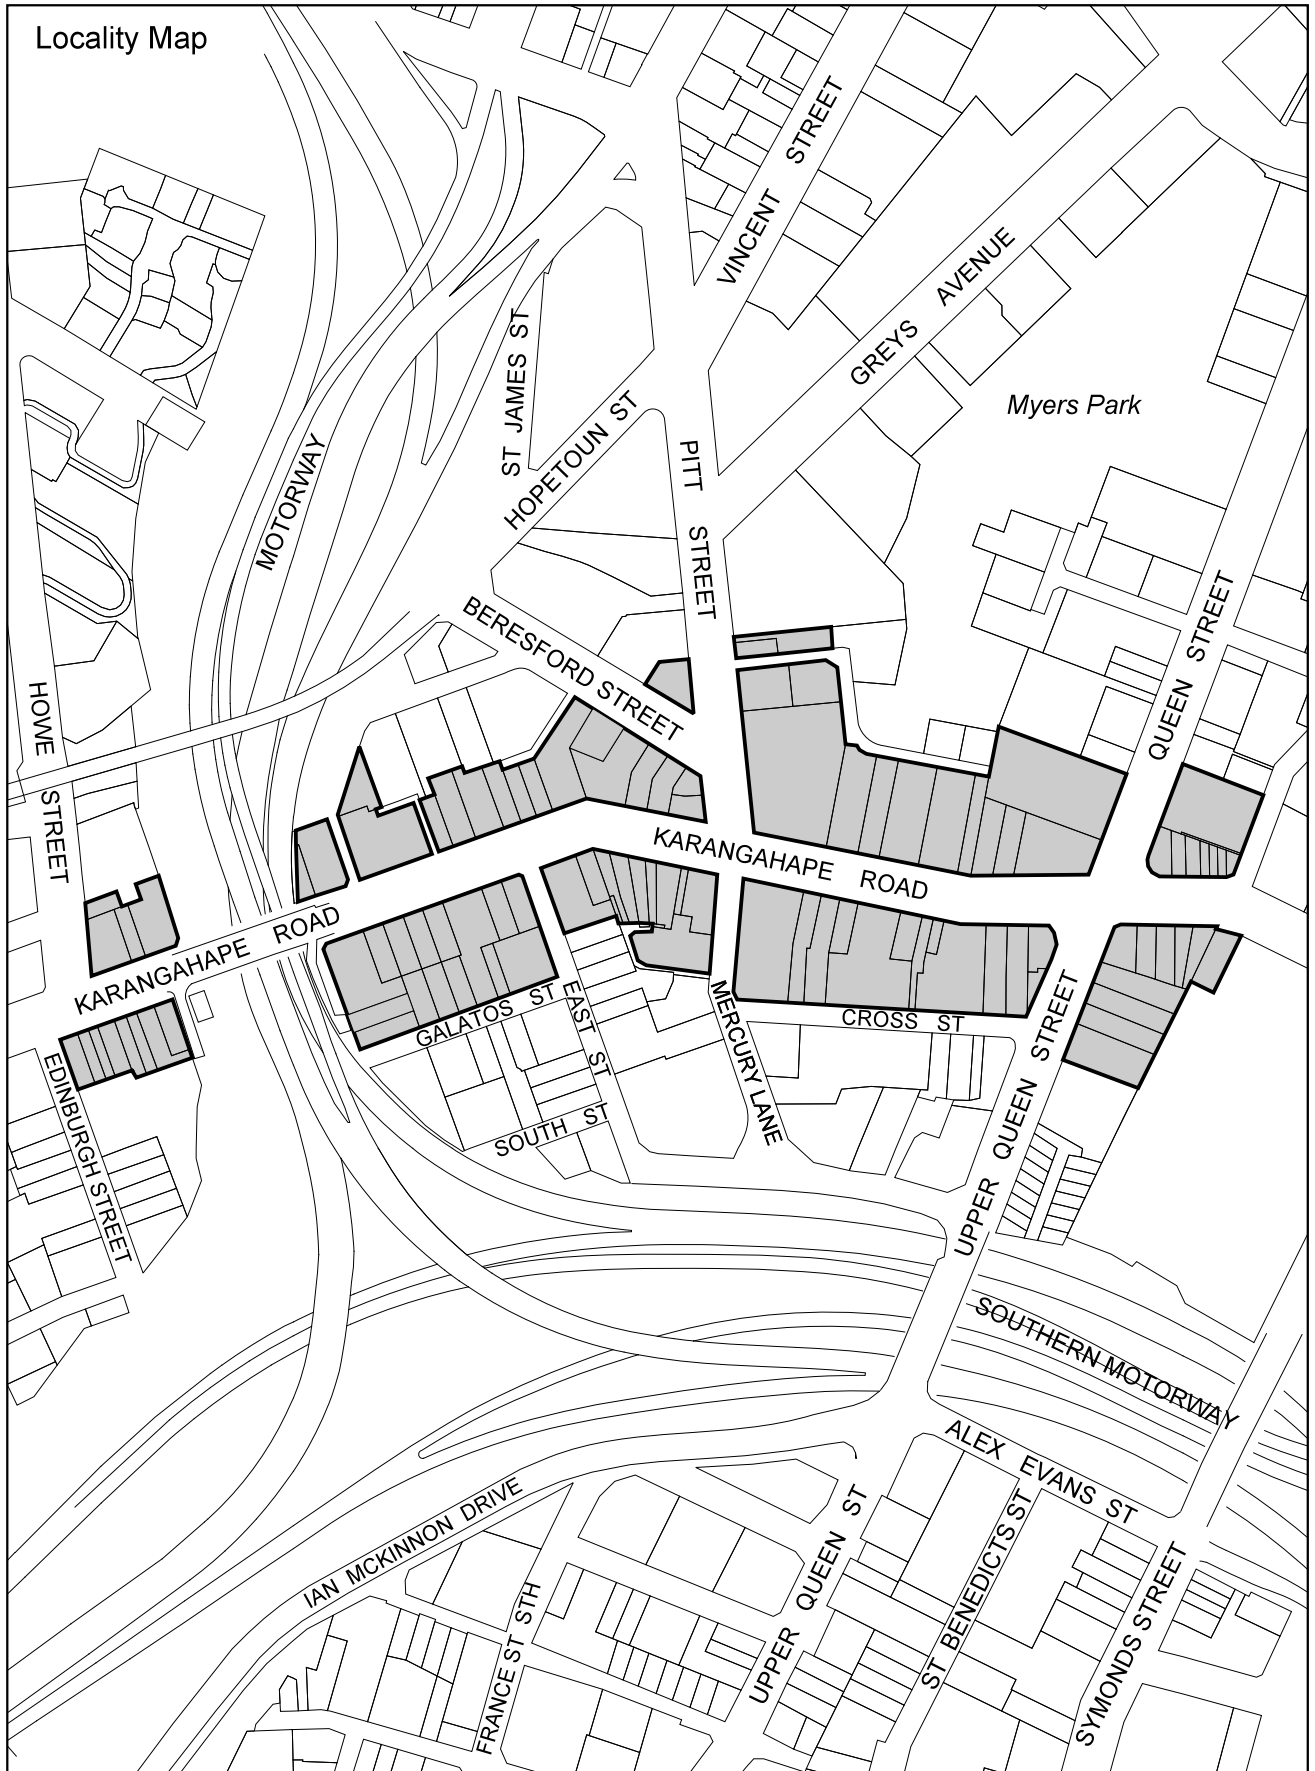 Locality Map
VINCENT STREET
GREYS AVENUE
Myers Park
ST JAMES ST
HOPETOUN ST
PITT STREET
MOTORWAY
BERESFORD STREET
QUEEN STREET
HOWE STREET
KARANGAHAPE ROAD
KARANGAHAPE ROAD
GALATOS ST
EAST ST
SOUTH ST
MERCURY LANE
CROSS ST
UPPER QUEEN STREET
EDINBURGH STREET
SOUTHERN MOTORWAY
ALEX EVANS ST
IAN MCKINNON DRIVE
FRANCE ST STH
UPPER QUEEN ST
ST BENEDICTS ST
SYMONDS STREET